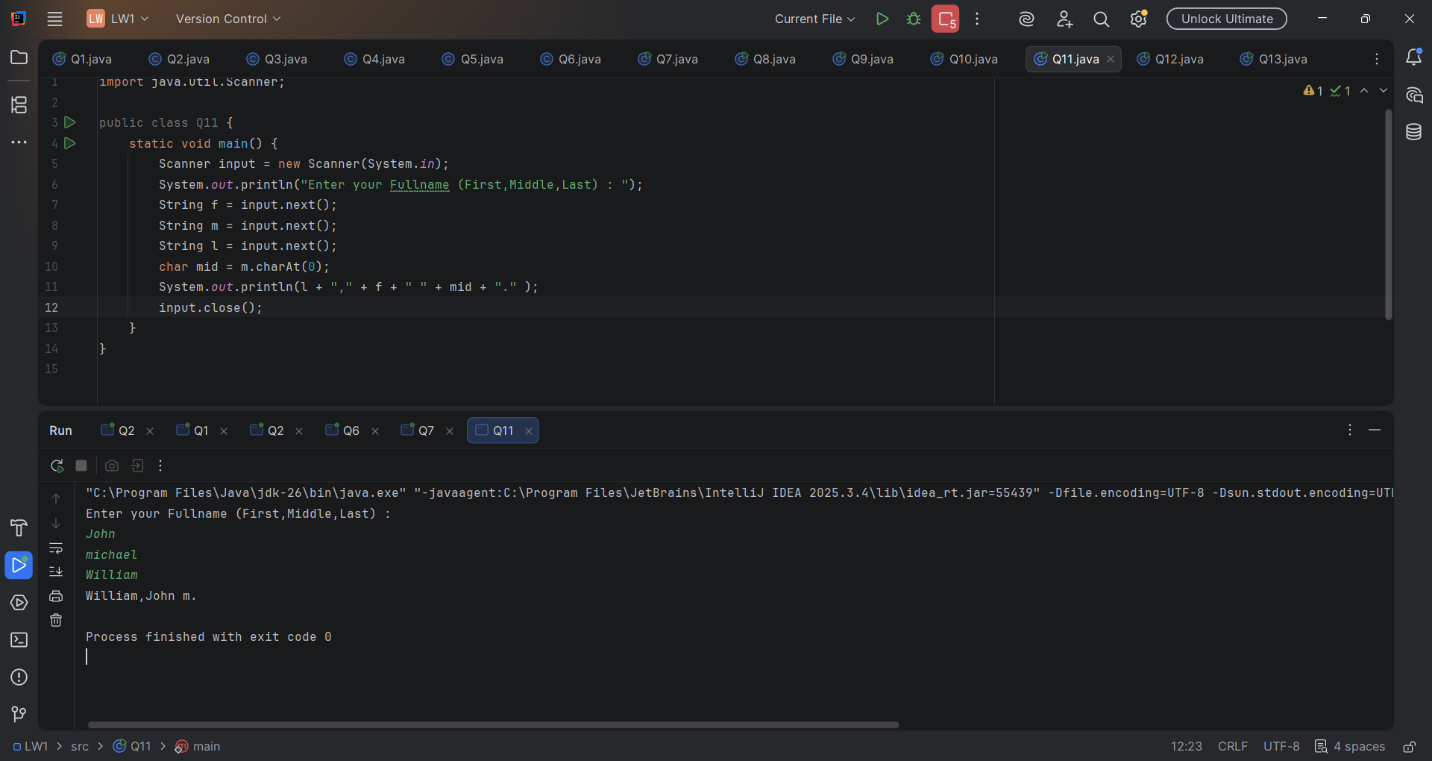 LW LW1 Version Control Current File 5 Unlock Ultimate
Q1.java Q2.java Q3.java Q4.java Q5.java Q6.java Q7.java Q8.java Q9.java Q10.java Q11.java Q12.java Q13.java
1 import java.util.Scanner; 1 1
2
3 public class Q11 {
4 static void main() {
5 Scanner input = new Scanner(System.in);
6 System.out.println("Enter your Fullname (First,Middle,Last) : ");
7 String f = input.next();
8 String m = input.next();
9 String l = input.next();
10 char mid = m.charAt(0);
11 System.out.println(l + "," + f + " " + mid + "." );
12 input.close();
13 }
14 }
15
Run Q2 Q1 Q2 Q6 Q7 Q11
"C:\Program Files\Java\jdk-26\bin\java.exe" "-javaagent:C:\Program Files\JetBrains\IntelliJ IDEA 2025.3.4\lib\idea_rt.jar=55439" -Dfile.encoding=UTF-8 -Dsun.stdout.encoding=UTF
Enter your Fullname (First,Middle,Last) :
John
michael
William
William,John m.
Process finished with exit code 0
LW1 > src > Q11 > main 12:23 CRLF UTF-8 4 spaces